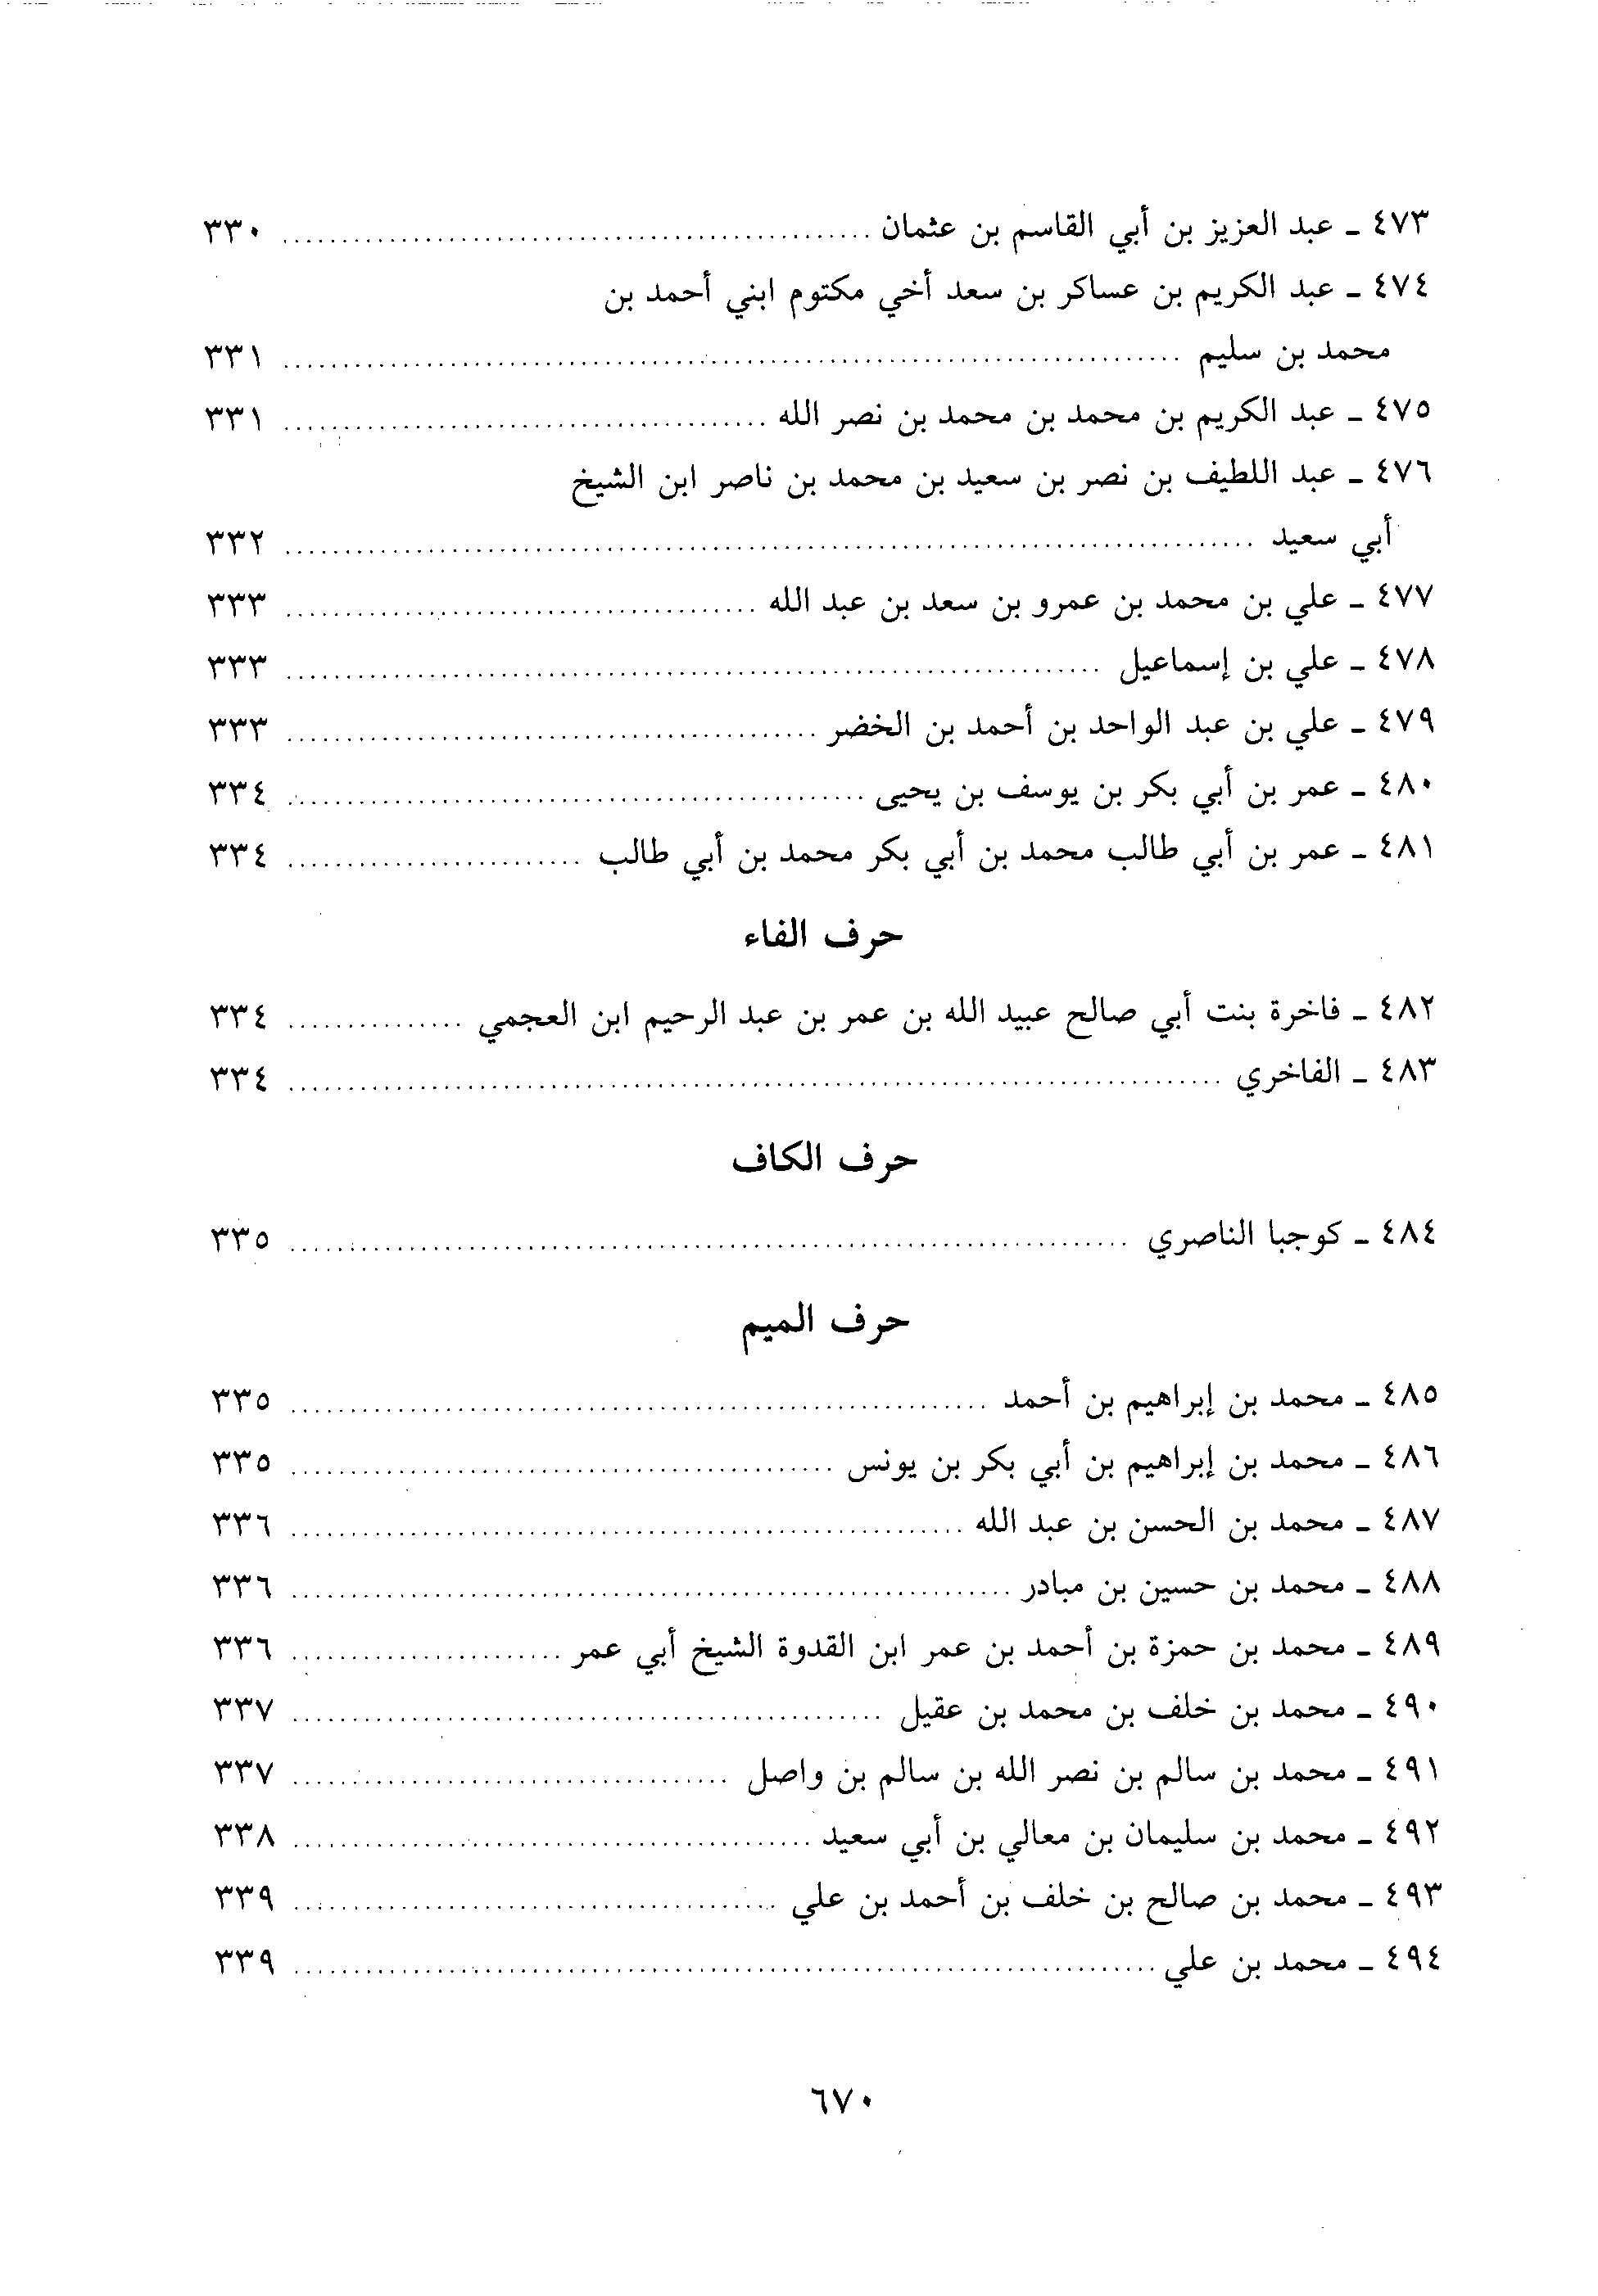 ٤٧٣ ـ عبد العزيز بن أبي القاسم بن عثمان ........ ٣٣٠
٤٧٤ ـ عبد الكريم بن عساكر بن سعد أخي مكتوم ابني أحمد بن
محمد بن سليم ........ ٣٣١
٤٧٥ ـ عبد الكريم بن محمد بن محمد بن نصر الله ........ ٣٣١
٤٧٦ ـ عبد اللطيف بن نصر بن سعيد بن محمد بن ناصر ابن الشيخ
أبي سعيد ........ ٣٣٢
٤٧٧ ـ علي بن محمد بن عمرو بن سعد بن عبد الله ........ ٣٣٣
٤٧٨ ـ علي بن إسماعيل ........ ٣٣٣
٤٧٩ ـ علي بن عبد الواحد بن أحمد بن الخضر ........ ٣٣٣
٤٨٠ ـ عمر بن أبي بكر بن يوسف بن يحيى ........ ٣٣٤
٤٨١ ـ عمر بن أبي طالب محمد بن أبي بكر محمد بن أبي طالب ........ ٣٣٤
حرف الفاء
٤٨٢ ـ فاخرة بنت أبي صالح عبيد الله بن عمر بن عبد الرحيم ابن العجمي ........ ٣٣٤
٤٨٣ ـ الفاخري ........ ٣٣٤
حرف الكاف
٤٨٤ ـ كوجبا الناصري ........ ٣٣٥
حرف الميم
٤٨٥ ـ محمد بن إبراهيم بن أحمد ........ ٣٣٥
٤٨٦ ـ محمد بن إبراهيم بن أبي بكر بن يونس ........ ٣٣٥
٤٨٧ ـ محمد بن الحسن بن عبد الله ........ ٣٣٦
٤٨٨ ـ محمد بن حسين بن مبادر ........ ٣٣٦
٤٨٩ ـ محمد بن حمزة بن أحمد بن عمر ابن القدوة الشيخ أبي عمر ........ ٣٣٦
٤٩٠ ـ محمد بن خلف بن محمد بن عقيل ........ ٣٣٧
٤٩١ ـ محمد بن سالم بن نصر الله بن سالم بن واصل ........ ٣٣٧
٤٩٢ ـ محمد بن سليمان بن معالي بن أبي سعيد ........ ٣٣٨
٤٩٣ ـ محمد بن صالح بن خلف بن أحمد بن علي ........ ٣٣٩
٤٩٤ ـ محمد بن علي ........ ٣٣٩
٦٧٠